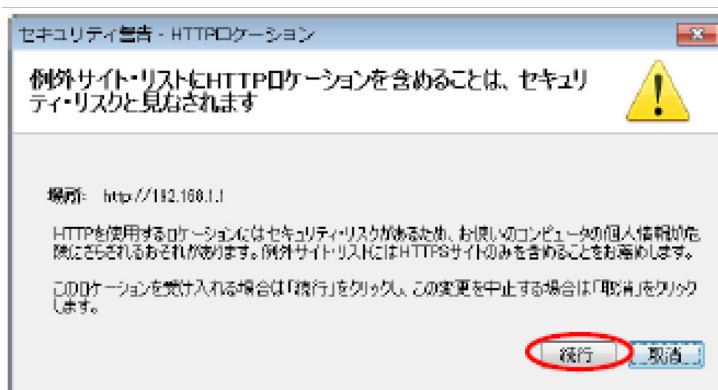 セキュリティ警告 - HTTPロケーション
例外サイト・リストにHTTPロケーションを含めることは、セキュリ
ティ・リスクと見なされます
場所: http://192.168.1.1
HTTPを使用するロケーションにはセキュリティ・リスクがあるため、お使いのコンピュータの個人情報が危
険にさらされるおそれがあります。例外サイト・リストにはHTTPSサイトのみを含めることをお薦めします。
このロケーションを受け入れる場合は「続行」をクリックし、この変更を中止する場合は「取消」をクリック
します。
続行
取消